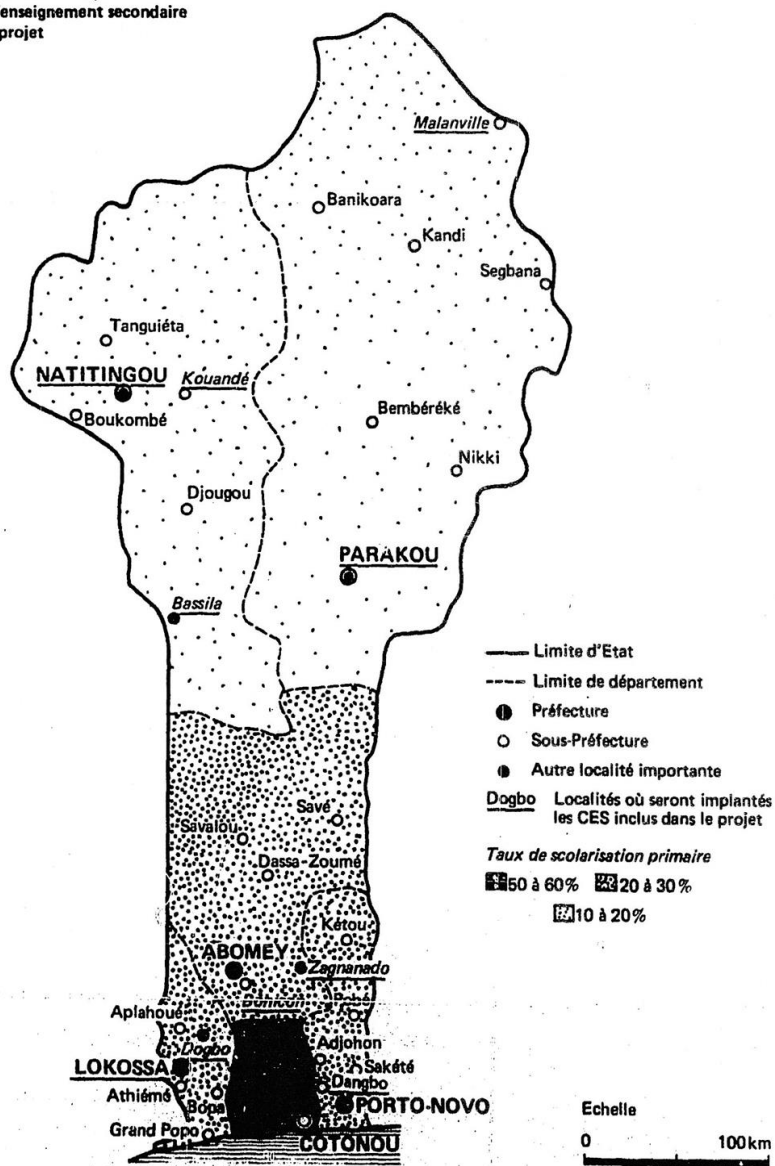 enseignement secondaire
projet
Malanville
Banikoara
Kandi
Segbana
Tanguiéta
NATITINGOU
Kouandé
Boukombé
Bembéréké
Nikki
Djougou
PARAKOU
Bassila
Limite d'Etat
Limite de département
Préfecture
Sous-Préfecture
Autre localité importante
Dogbo Localités où seront implantés
les CES inclus dans le projet
Taux de scolarisation primaire
50 à 60% 20 à 30%
10 à 20%
Savé
Savalou
Dassa-Zoumé
Kétou
ABOMEY
Zagnanado
Bohicon
Pobé
Aplahoué
Dogbo
Adjohon
LOKOSSA
Sakété
Dangbo
Athiémé
Bopa
PORTO-NOVO
Grand Popo
COTONOU
Echelle
0 100km